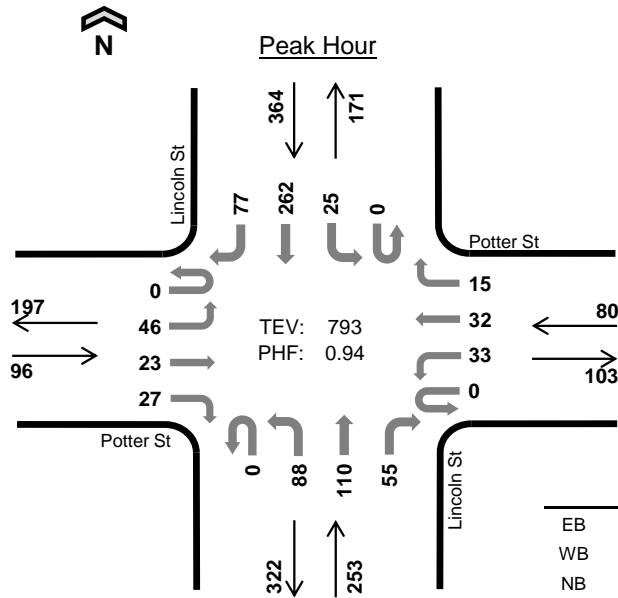 N
Peak Hour
364
171
Lincoln St
77
262
25
0
Potter St
197
96
0
46
23
27
TEV: 793
PHF: 0.94
15
32
33
0
80
103
Potter St
0
88
110
55
Lincoln St
322
253
EB
WB
NB